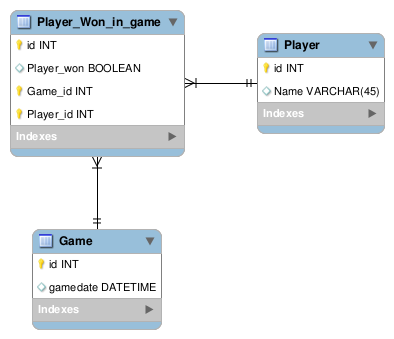 Player_Won_in_game
id INT
Player_won BOOLEAN
Game_id INT
Player_id INT
Indexes
Player
id INT
Name VARCHAR(45)
Indexes
Game
id INT
gamedate DATETIME
Indexes